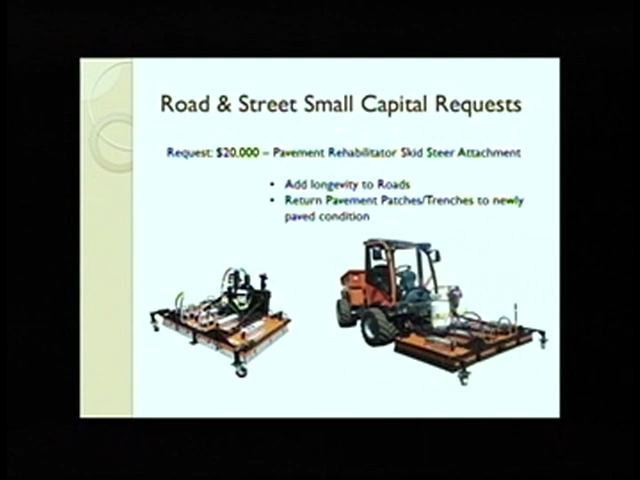 Road & Street Small Capital Requests
Request: $20,000 – Pavement Rehabilitator Skid Steer Attachment
• Add longevity to Roads
• Return Pavement Patches/Trenches to newly
paved condition